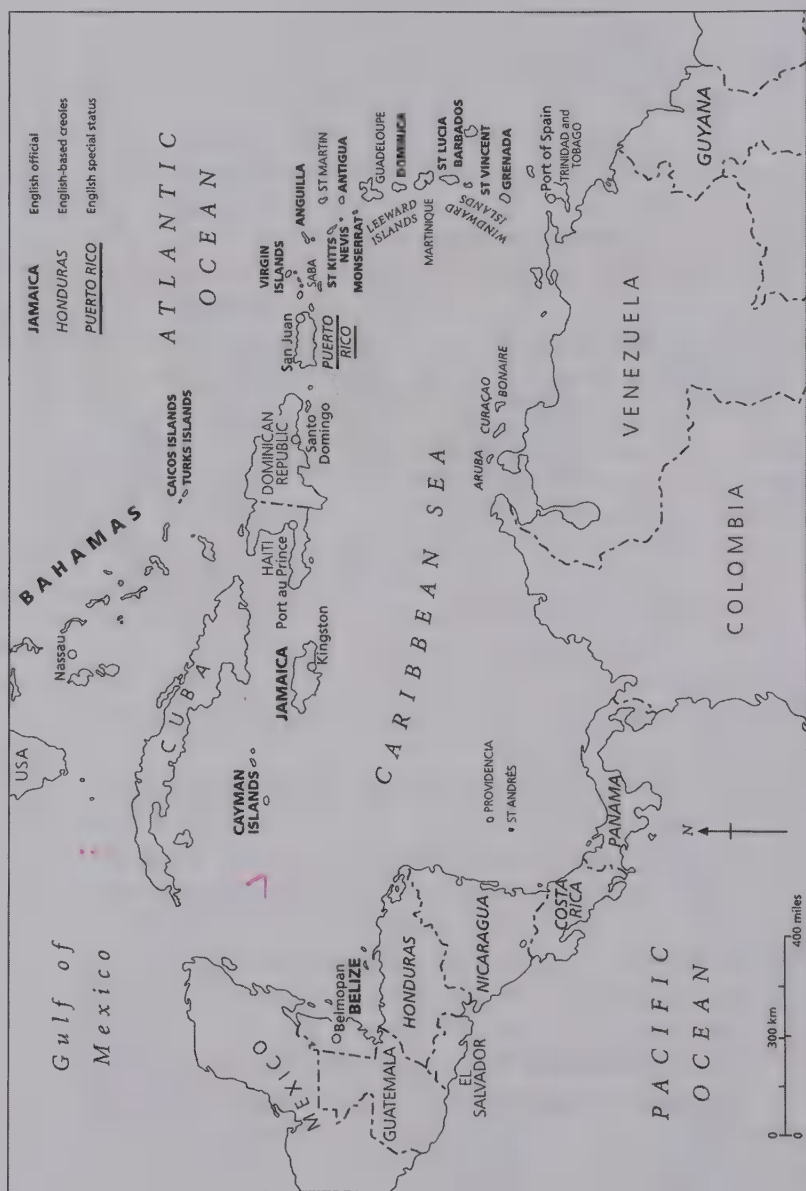 JAMAICA English official
HONDURAS English-based creoles
PUERTO RICO English special status
Gulf of
Mexico
USA
BAHAMAS
Nassau
ATLANTIC
OCEAN
CUBA
CAICOS ISLANDS
TURKS ISLANDS
CAYMAN
ISLANDS
JAMAICA
Kingston
HAITI
Port au Prince
DOMINICAN
REPUBLIC
Santo
Domingo
San Juan
PUERTO
RICO
VIRGIN
ISLANDS
SABA
ANGUILLA
ST MARTIN
ST KITTS
NEVIS
ANTIGUA
MONSERRAT
GUADELOUPE
LEEWARD
ISLANDS
DOMINICA
MARTINIQUE
ST LUCIA
BARBADOS
WINDWARD
ISLANDS
ST VINCENT
GRENADA
Port of Spain
TRINIDAD and
TOBAGO
MEXICO
Belmopan
BELIZE
GUATEMALA
HONDURAS
EL
SALVADOR
NICARAGUA
CARIBBEAN SEA
PROVIDENCIA
ST ANDRÉS
ARUBA
CURAÇAO
BONAIRE
COSTA
RICA
PANAMA
COLOMBIA
VENEZUELA
GUYANA
PACIFIC
OCEAN
N
0 300 km
0 400 miles